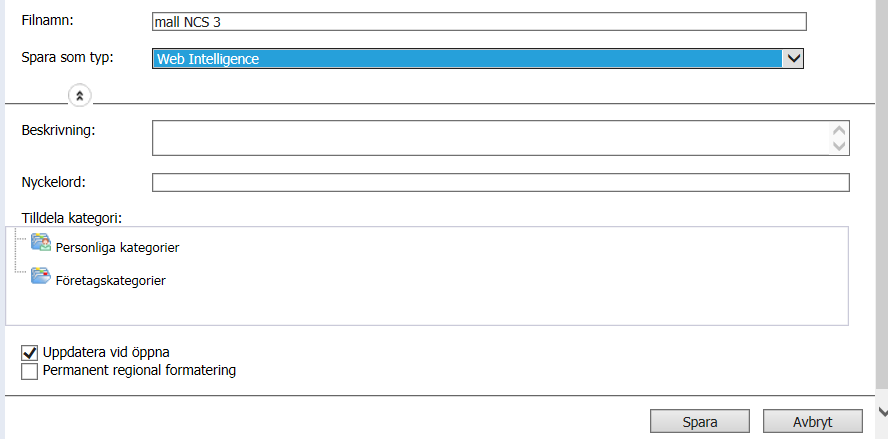 Filnamn: mall NCS 3
Spara som typ: Web Intelligence
Beskrivning:
Nyckelord:
Tilldela kategori:
Personliga kategorier
Företagskategorier
Uppdatera vid öppna
Permanent regional formatering
Spara Avbryt